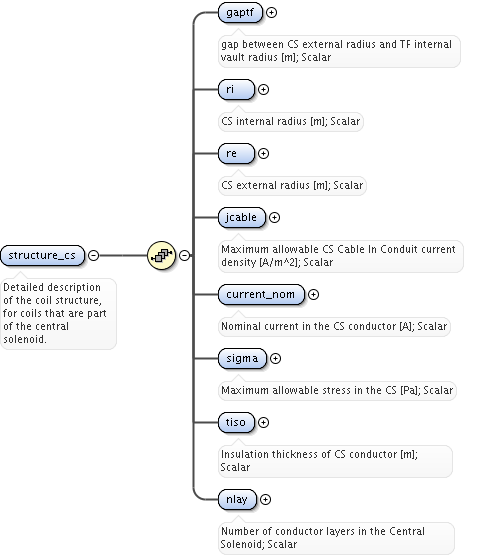 gaptf
gap between CS external radius and TF internal
vault radius [m]; Scalar
ri
CS internal radius [m]; Scalar
re
CS external radius [m]; Scalar
jcable
Maximum allowable CS Cable In Conduit current
density [A/m^2]; Scalar
structure_cs
Detailed description
of the coil structure,
for coils that are part
of the central
solenoid.
current_nom
Nominal current in the CS conductor [A]; Scalar
sigma
Maximum allowable stress in the CS [Pa]; Scalar
tiso
Insulation thickness of CS conductor [m];
Scalar
nlay
Number of conductor layers in the Central
Solenoid; Scalar